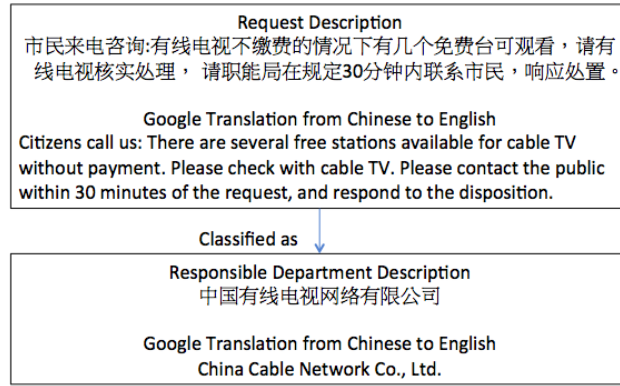 Request Description
市民来电咨询:有线电视不缴费的情况下有几个免费台可观看，请有
线电视核实处理， 请职能局在规定30分钟内联系市民，响应处置。
Google Translation from Chinese to English
Citizens call us: There are several free stations available for cable TV
without payment. Please check with cable TV. Please contact the public
within 30 minutes of the request, and respond to the disposition.
Classified as
Responsible Department Description
中国有线电视网络有限公司
Google Translation from Chinese to English
China Cable Network Co., Ltd.